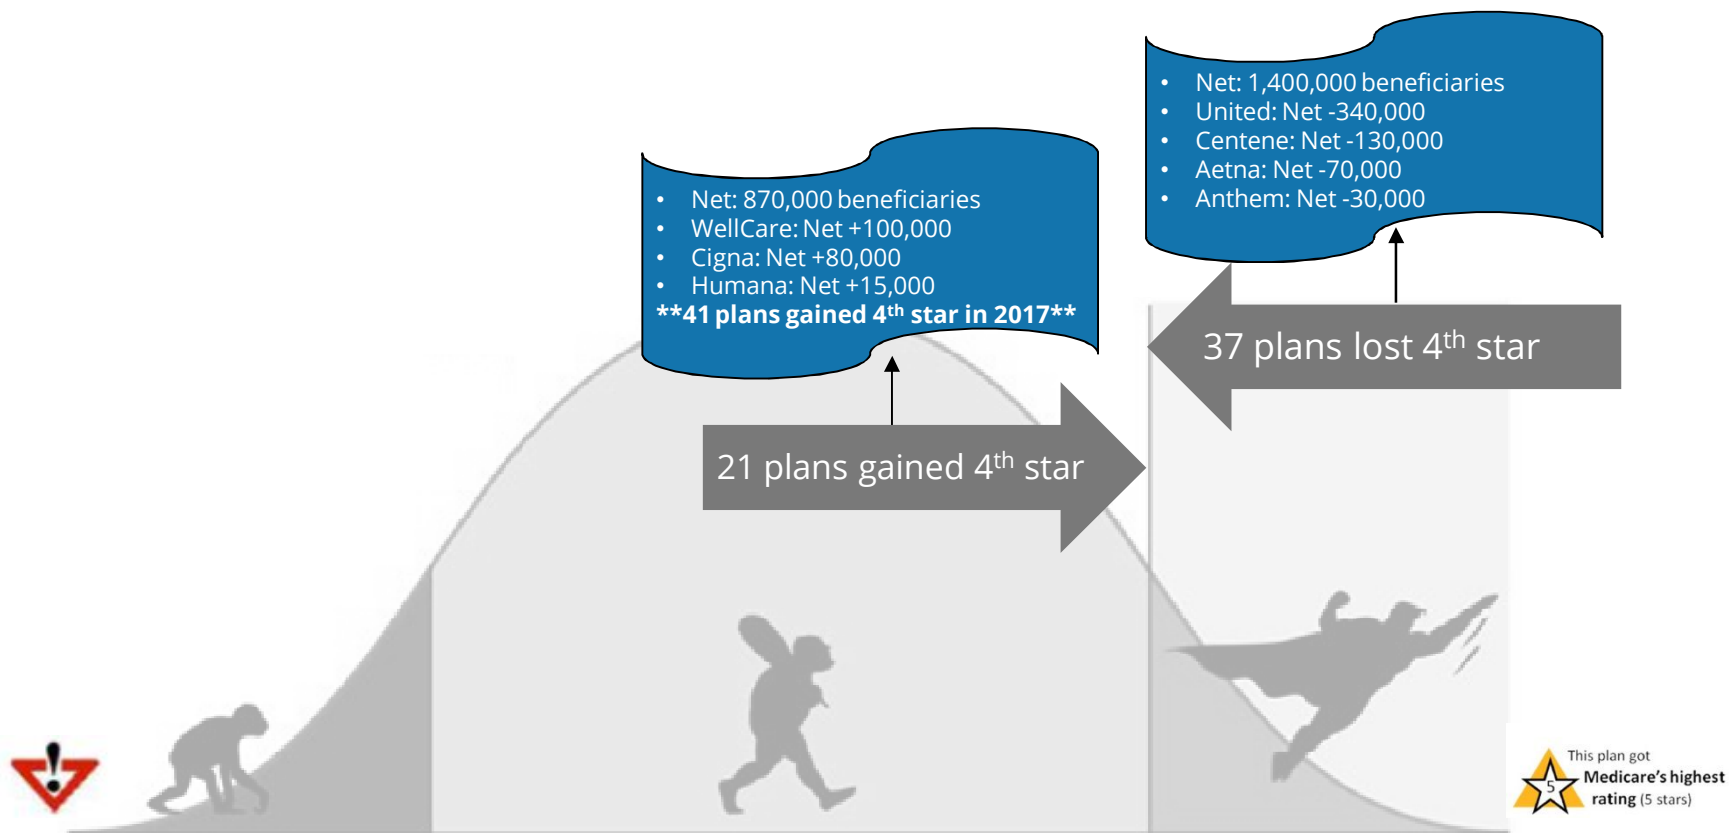 • Net: 1,400,000 beneficiaries
• United: Net -340,000
• Centene: Net -130,000
• Aetna: Net -70,000
• Anthem: Net -30,000
• Net: 870,000 beneficiaries
• WellCare: Net +100,000
• Cigna: Net +80,000
• Humana: Net +15,000
**41 plans gained 4th star in 2017**
37 plans lost 4th star
21 plans gained 4th star
!
This plan got
Medicare's highest
5
rating (5 stars)